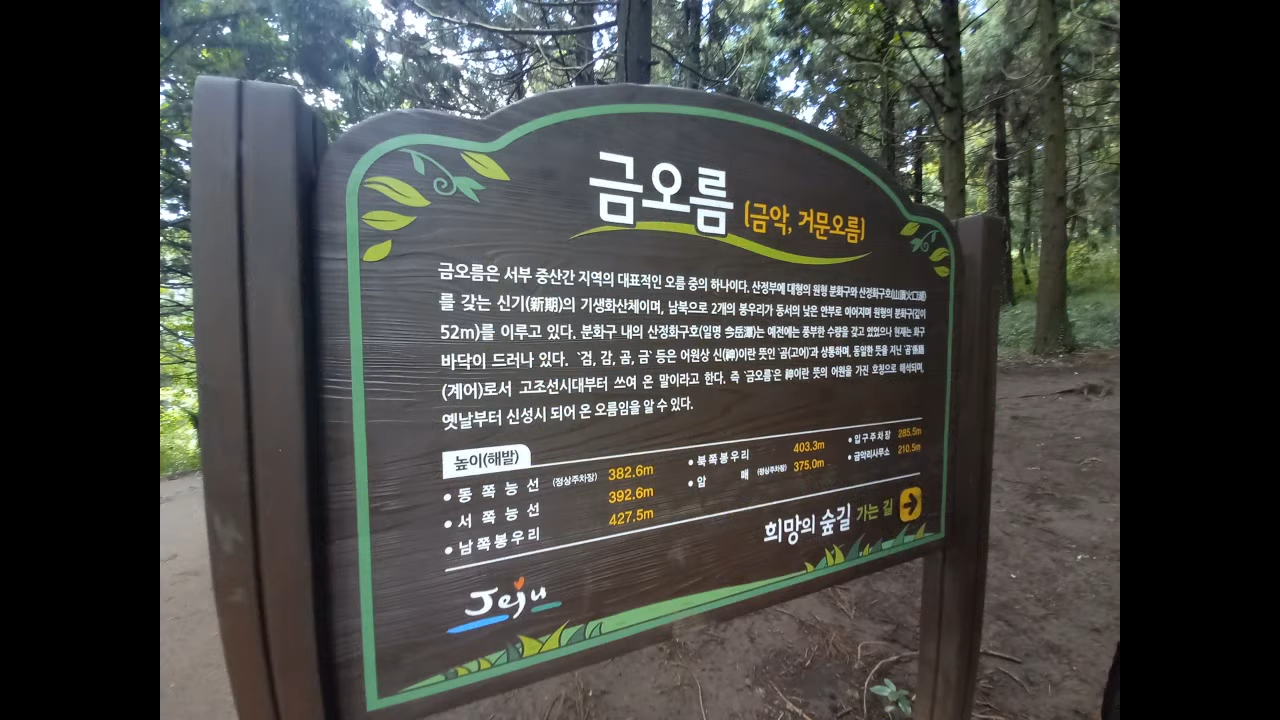 금오름 (금악, 거문오름)
금오름은 서부 중산간 지역의 대표적인 오름 중의 하나이다. 산정부에 대형의 원형 분화구와 산정화구호(山頂火口湖)
를 갖는 신기(新期)의 기생화산체이며, 남북으로 2개의 봉우리가 동서의 낮은 안부로 이어지며 원형의 분화구(깊이
52m)를 이루고 있다. 분화구 내의 산정화구호(일명 今岳潭)는 예전에는 풍부한 수량을 갖고 있었으나 현재는 화구
바닥이 드러나 있다. '검, 감, 곰, 금' 등은 어원상 신(神)이란 뜻인 '곰(고어)'과 상통하며, 동일한 뜻을 지닌 '곰'
(계어)로서 고조선시대부터 쓰여 온 말이라고 한다. 즉 '금오름'은 神이란 뜻의 어원을 가진 호칭으로 해석되며,
옛날부터 신성시 되어 온 오름임을 알 수 있다.
높이(해발)
• 동쪽능선 (정상주차장) 382.6m • 북쪽봉우리 403.3m • 입구주차장 285.5m
• 서쪽능선 392.6m • 암매 (정상주차장) 375.0m • 금악리사무소 210.5m
• 남쪽봉우리 427.5m
희망의 숲길 가는 길
Jeju